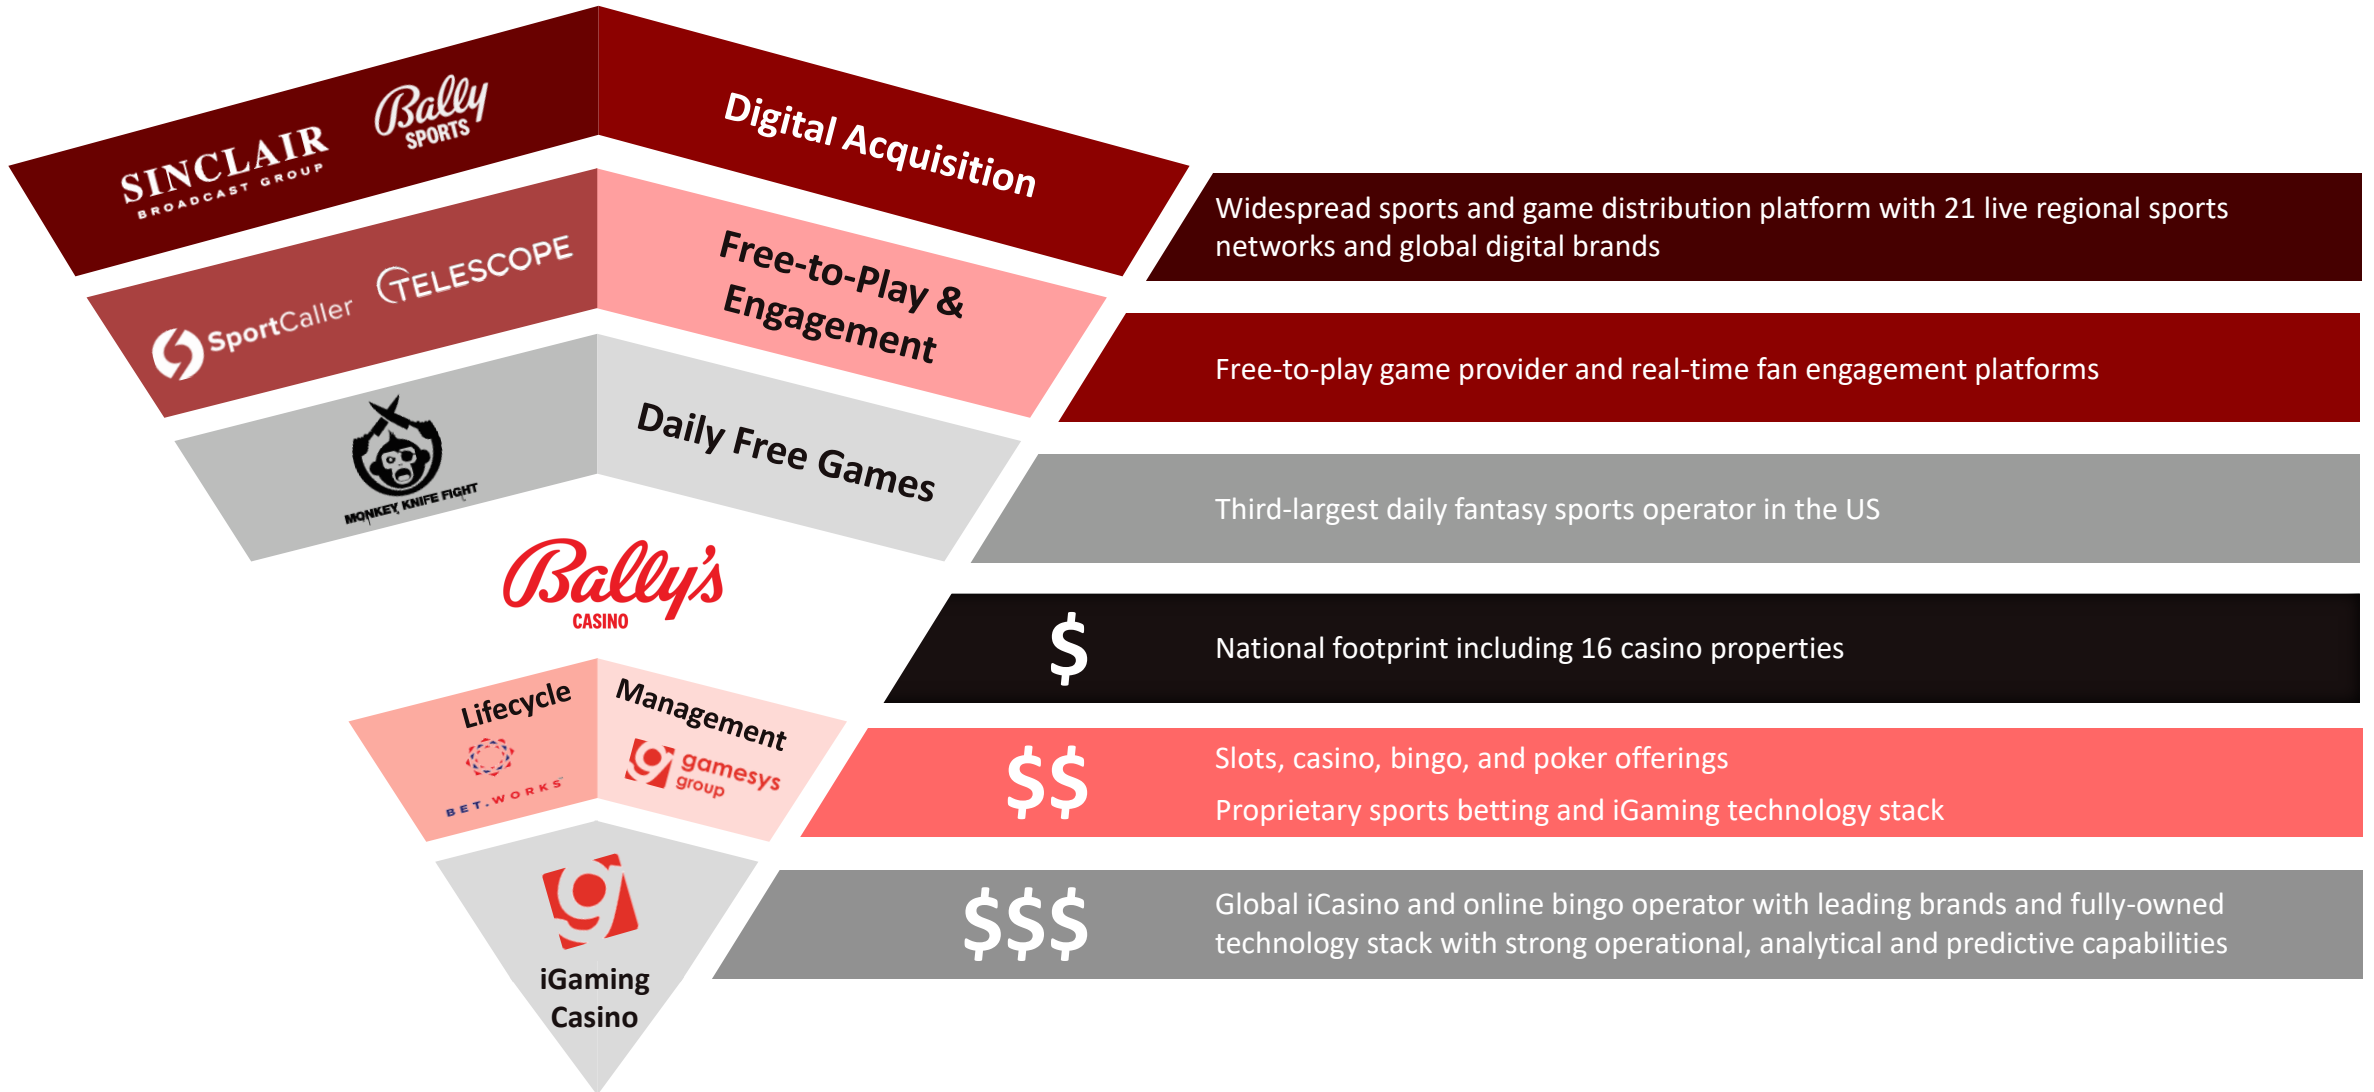 SINCLAIR
BROADCAST GROUP
Bally
SPORTS
Digital Acquisition
Widespread sports and game distribution platform with 21 live regional sports
networks and global digital brands
SportCaller
TELESCOPE
Free-to-Play &
Engagement
Free-to-play game provider and real-time fan engagement platforms
MONKEY KNIFE FIGHT
Daily Free Games
Third-largest daily fantasy sports operator in the US
Bally's
CASINO
$
National footprint including 16 casino properties
Lifecycle
BET.WORKS
Management
gamesys
group
$$
Slots, casino, bingo, and poker offerings
Proprietary sports betting and iGaming technology stack
iGaming
Casino
$$$
Global iCasino and online bingo operator with leading brands and fully-owned
technology stack with strong operational, analytical and predictive capabilities